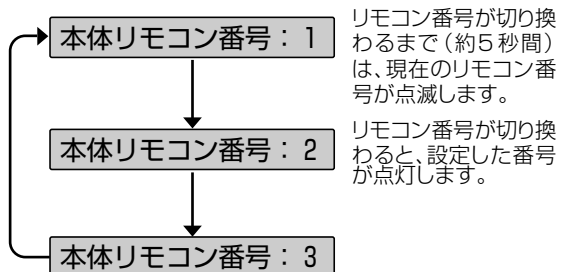 本体リモコン番号：1
リモコン番号が切り換
わるまで（約5秒間）
は、現在のリモコン番
号が点滅します。
本体リモコン番号：2
リモコン番号が切り換
わると、設定した番号
が点灯します。
本体リモコン番号：3